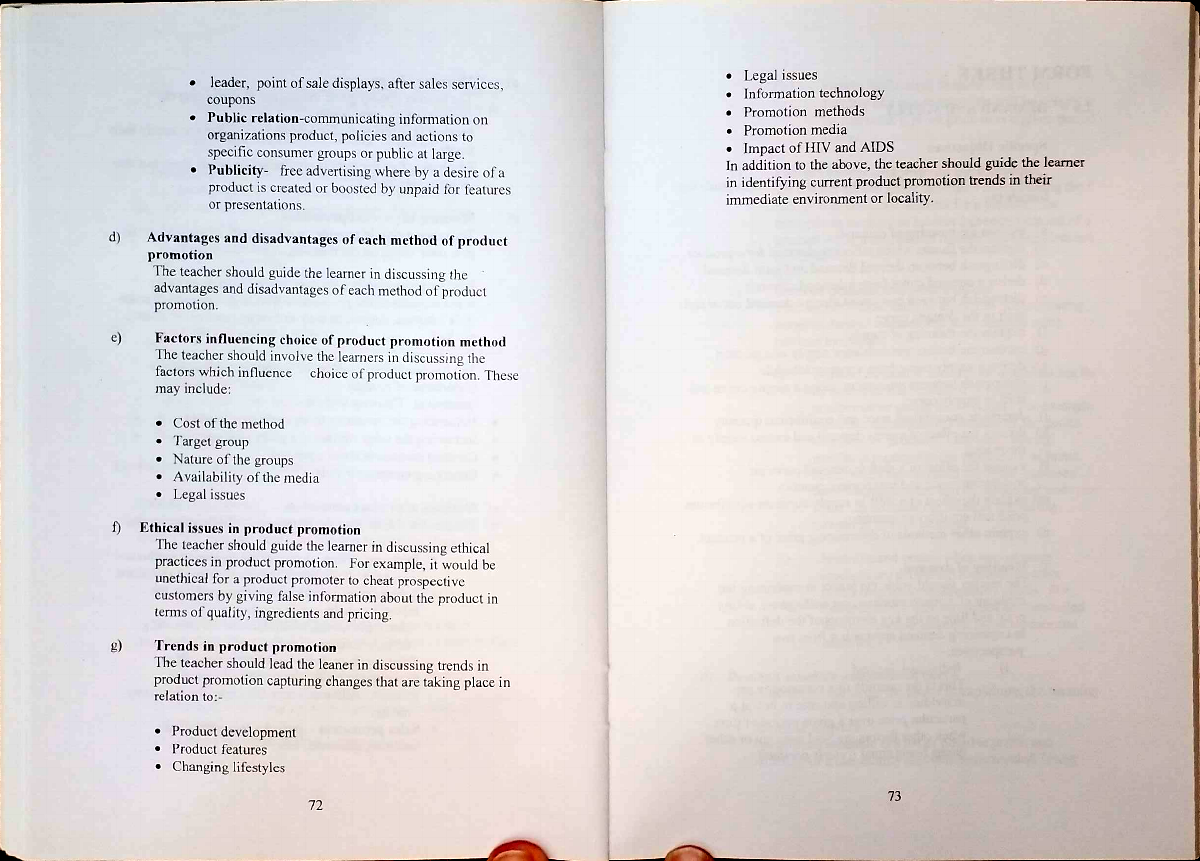 • leader, point of sale displays, after sales services,
coupons
• Public relation-communicating information on
organizations product, policies and actions to
specific consumer groups or public at large.
• Publicity- free advertising where by a desire of a
product is created or boosted by unpaid for features
or presentations.
d) Advantages and disadvantages of each method of product
promotion
The teacher should guide the learner in discussing the
advantages and disadvantages of each method of product
promotion.
e) Factors influencing choice of product promotion method
The teacher should involve the learners in discussing the
factors which influence choice of product promotion. These
may include:
• Cost of the method
• Target group
• Nature of the groups
• Availability of the media
• Legal issues
f) Ethical issues in product promotion
The teacher should guide the learner in discussing ethical
practices in product promotion. For example, it would be
unethical for a product promoter to cheat prospective
customers by giving false information about the product in
terms of quality, ingredients and pricing.
g) Trends in product promotion
The teacher should lead the leaner in discussing trends in
product promotion capturing changes that are taking place in
relation to:-
• Product development
• Product features
• Changing lifestyles
72
• Legal issues
• Information technology
• Promotion methods
• Promotion media
• Impact of HIV and AIDS
In addition to the above, the teacher should guide the learner
in identifying current product promotion trends in their
immediate environment or locality.
73